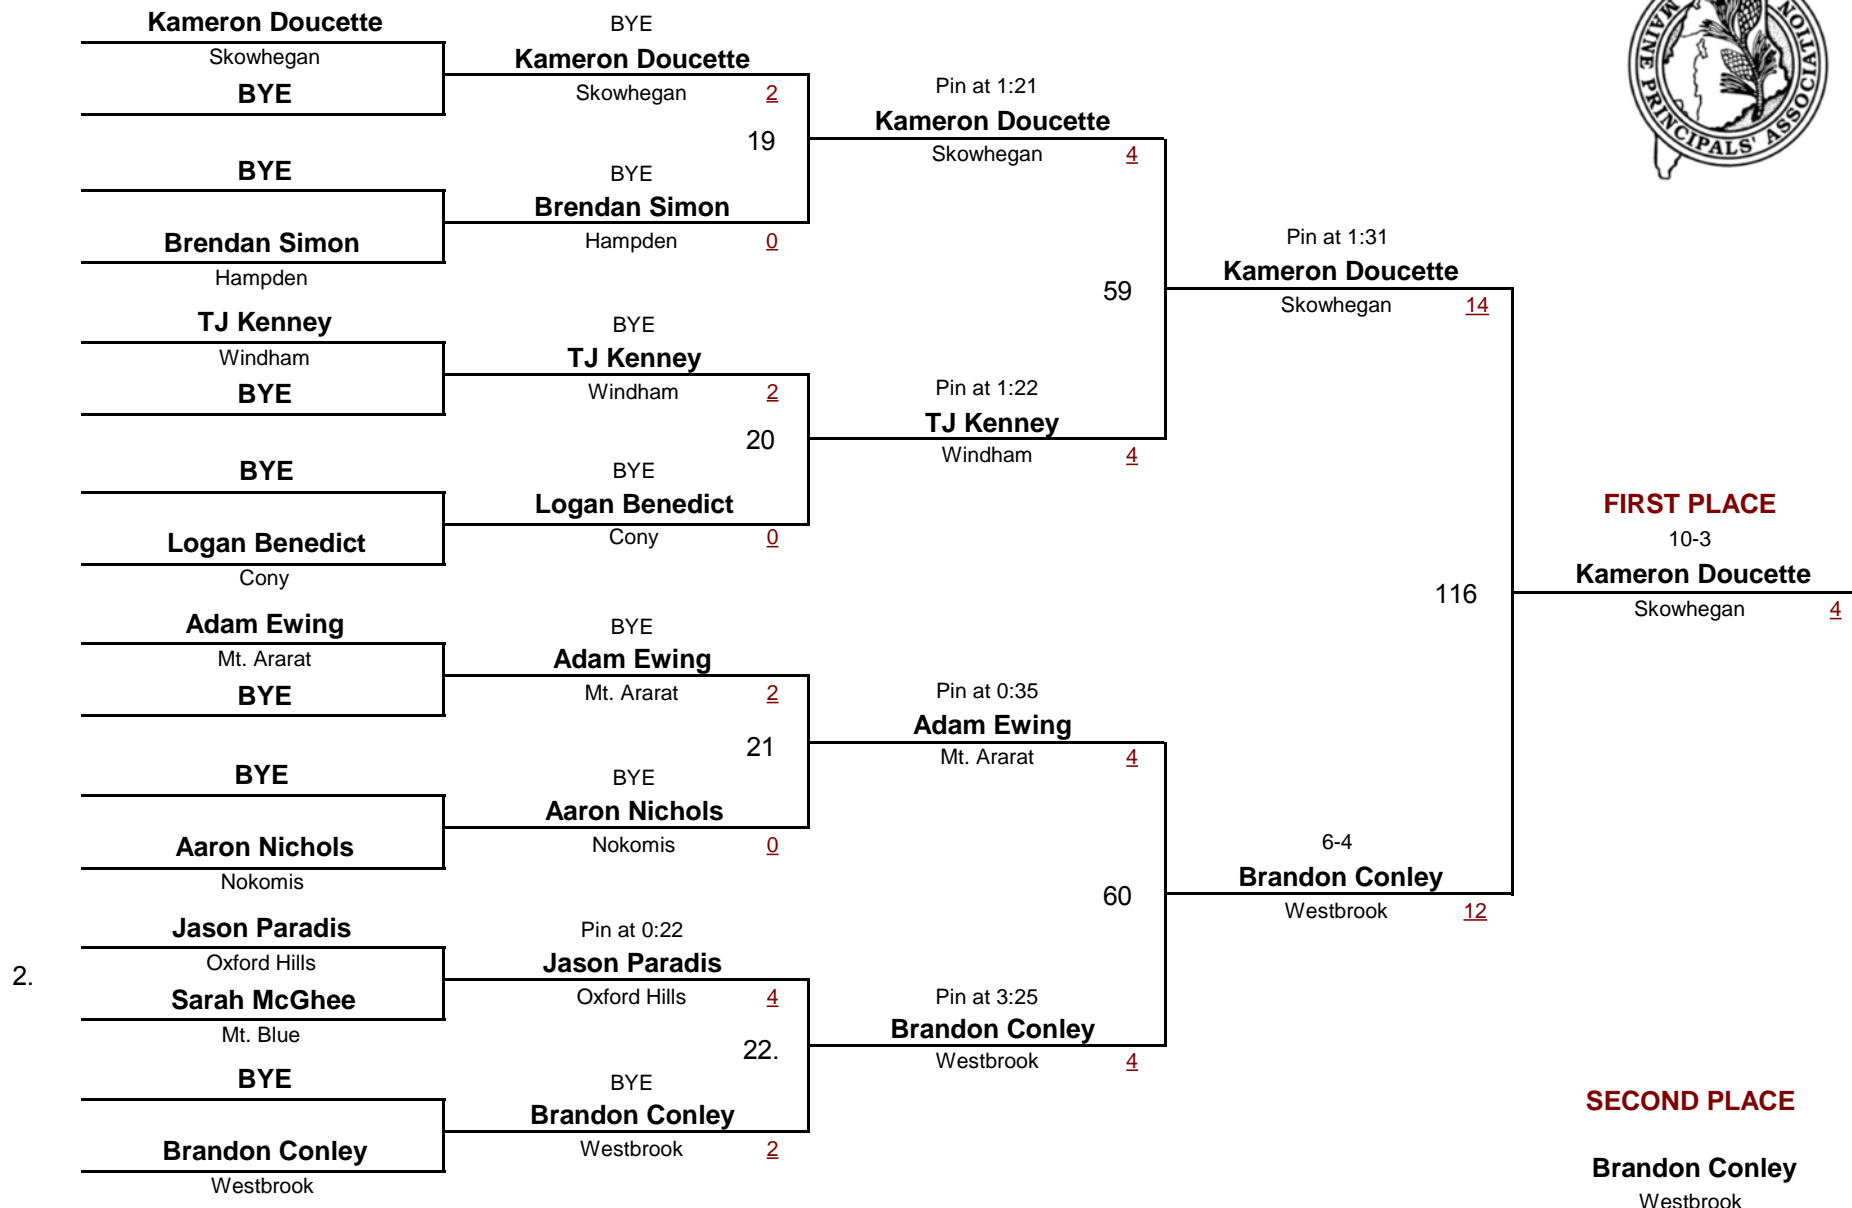 Kameron Doucette
Skowhegan
BYE
BYE
Brendan Simon
Hampden
TJ Kenney
Windham
BYE
BYE
Logan Benedict
Cony
Adam Ewing
Mt. Ararat
BYE
BYE
Aaron Nichols
Nokomis
2.
Jason Paradis
Oxford Hills
Sarah McGhee
Mt. Blue
BYE
Brandon Conley
Westbrook
BYE
Kameron Doucette
Skowhegan 2
19
BYE
Brendan Simon
Hampden 0
BYE
TJ Kenney
Windham 2
20
BYE
Logan Benedict
Cony 0
BYE
Adam Ewing
Mt. Ararat 2
21
BYE
Aaron Nichols
Nokomis 0
Pin at 0:22
Jason Paradis
Oxford Hills 4
22.
BYE
Brandon Conley
Westbrook 2
Pin at 1:21
Kameron Doucette
Skowhegan 4
59
Pin at 1:22
TJ Kenney
Windham 4
Pin at 0:35
Adam Ewing
Mt. Ararat 4
60
Pin at 3:25
Brandon Conley
Westbrook 4
Pin at 1:31
Kameron Doucette
Skowhegan 14
116
6-4
Brandon Conley
Westbrook 12
MAINE PRINCIPALS' ASSOCIATION
FIRST PLACE
10-3
Kameron Doucette
Skowhegan 4
SECOND PLACE
Brandon Conley
Westbrook